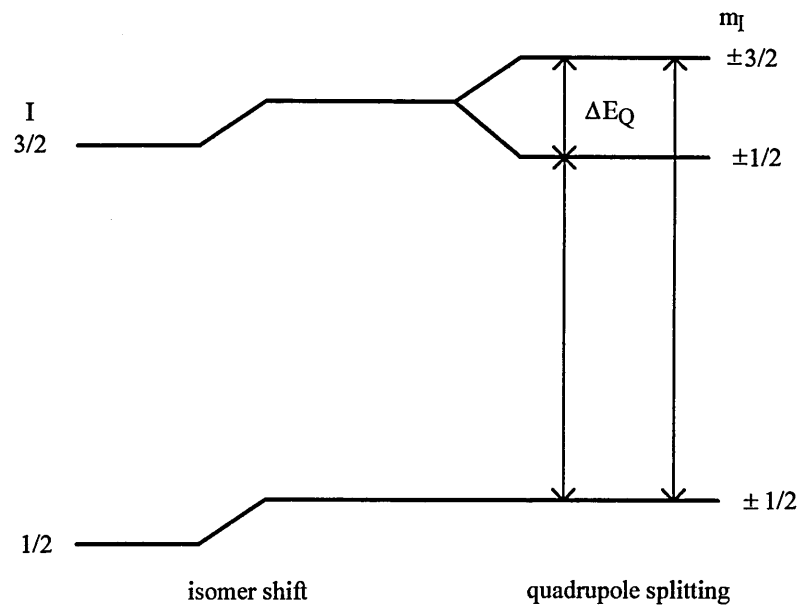 mI
±3/2
I
3/2
ΔEQ
±1/2
1/2
± 1/2
isomer shift
quadrupole splitting